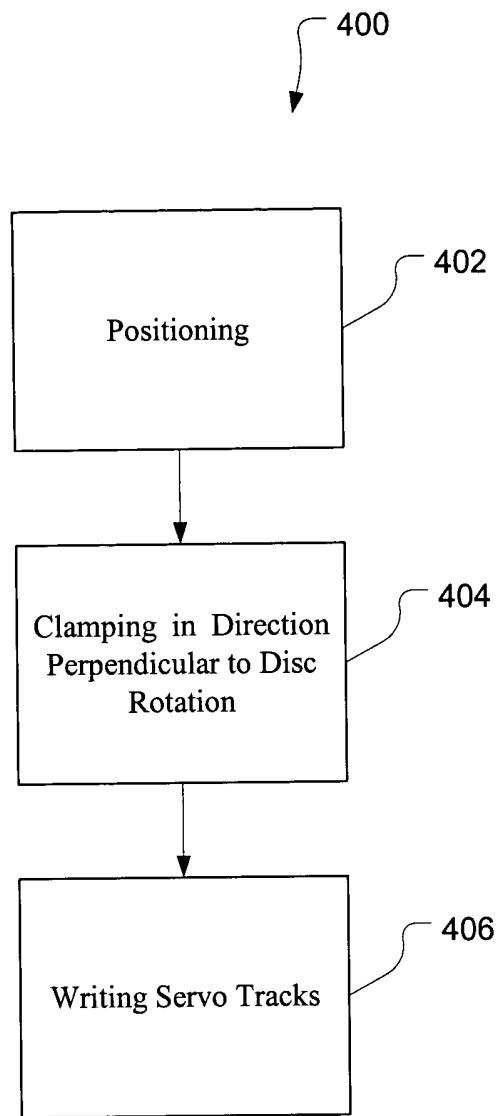 400
Positioning
402
Clamping in Direction
Perpendicular to Disc
Rotation
404
Writing Servo Tracks
406